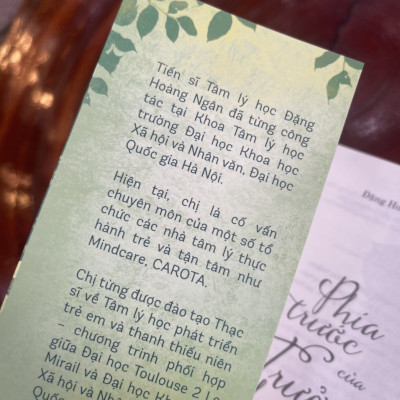 Tiến sĩ Tâm lý học Đặng
Hoàng Ngân đã từng công
tác tại Khoa Tâm lý học
trường Đại học Khoa học
Xã hội và Nhân văn, Đại học
Quốc gia Hà Nội.
Hiện tại, chị là cố vấn
chuyên môn của một số tổ
chức các nhà tâm lý thực
hành trẻ và tận tâm như
Mindcare, CAROTA.
Chị từng được đào tạo Thạc
sĩ về Tâm lý học phát triển
trẻ em và thanh thiếu niên
– chương trình phối hợp
giữa Đại học Toulouse 2 Le
Mirail và Đại học
Xã hội và Nhân
Quốc
Đặng
Phía
trước
của